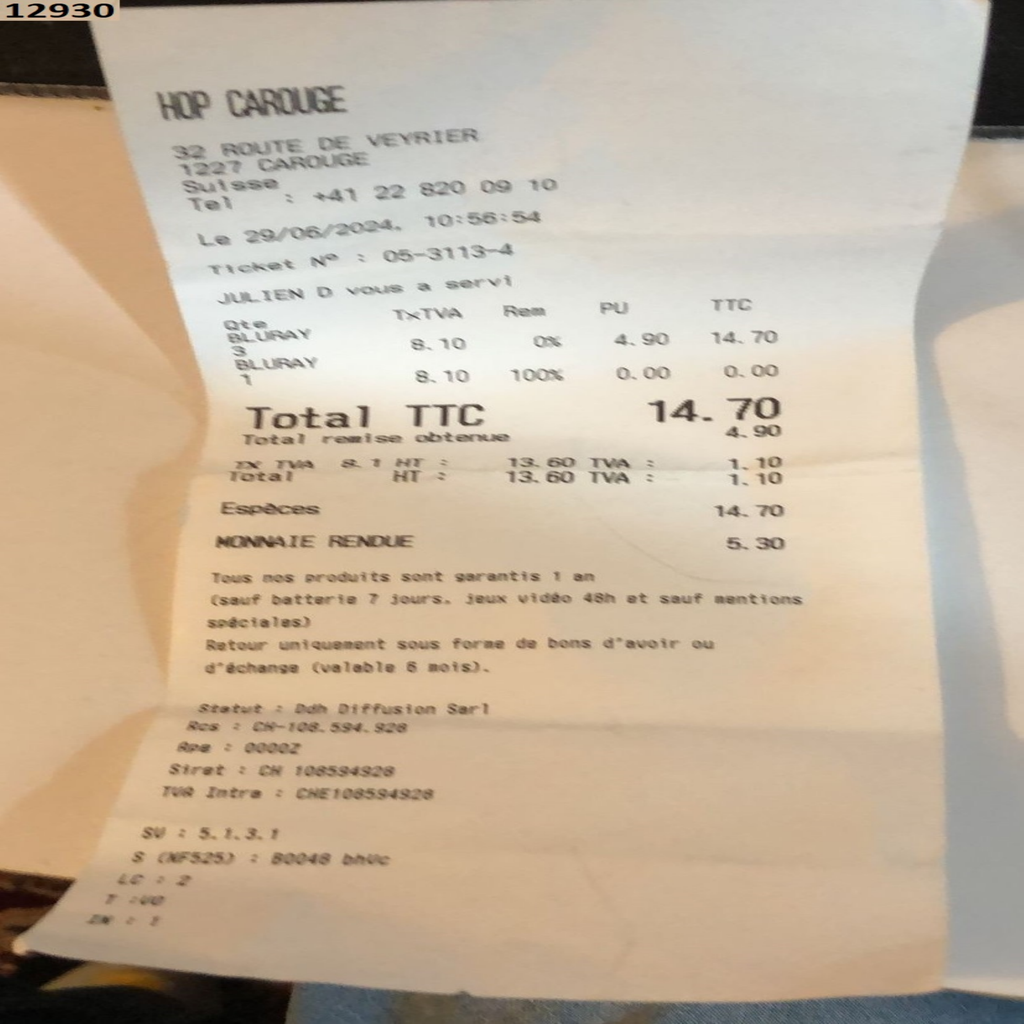 12930
HOP CAROUGE
32 ROUTE DE VEYRIER
1227 CAROUGE
Suisse
Tel : +41 22 820 09 10
Le 29/06/2024, 10:56:54
Ticket Nº : 05-3113-4
JULIEN D vous a servi
Qte TxTVA Rem PU TTC
BLURAY
3 8.10 0% 4.90 14.70
BLURAY
1 8.10 100% 0.00 0.00
Total TTC 14.70
Total remise obtenue 4.90
TX TVA 8.1 HT : 13.60 TVA : 1.10
Total HT : 13.60 TVA : 1.10
Espèces 14.70
MONNAIE RENDUE 5.30
Tous nos produits sont garantis 1 an
(sauf batterie 7 jours, jeux vidéo 48h et sauf mentions
spéciales)
Retour uniquement sous forme de bons d'avoir ou
d'échange (valable 6 mois).
Statut : Ddh Diffusion Sarl
Rcs : CH-108.594.928
Ape : 0000Z
Siret : CH 108594928
TVA Intra : CHE108594928
SV : 5.1.3.1
S (NF525) : B0048 bhVc
LC : 2
T : V0
IN : 1